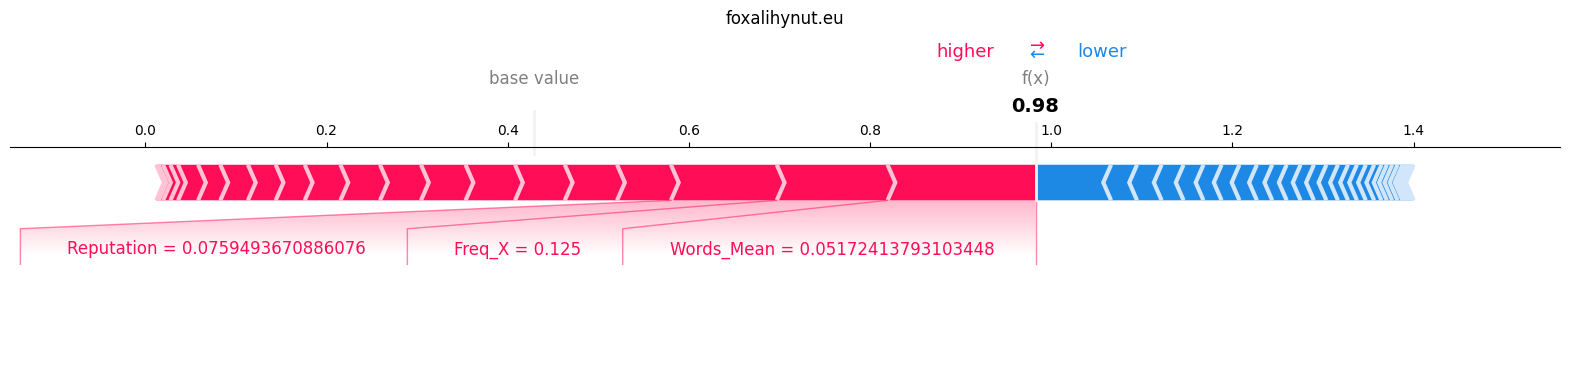 foxalihynut.eu
higher ⇄ lower
base value f(x)
0.98
0.0 0.2 0.4 0.6 0.8 1.0 1.2 1.4
Reputation = 0.0759493670886076 Freq_X = 0.125 Words_Mean = 0.05172413793103448